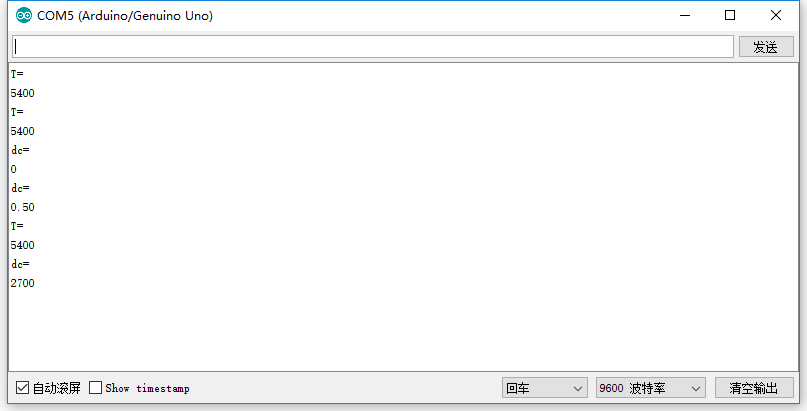 COM5 (Arduino/Genuino Uno)
发送
T=
5400
T=
5400
dc=
0
dc=
0.50
T=
5400
dc=
2700
自动滚屏 Show timestamp 回车 9600 波特率 清空输出